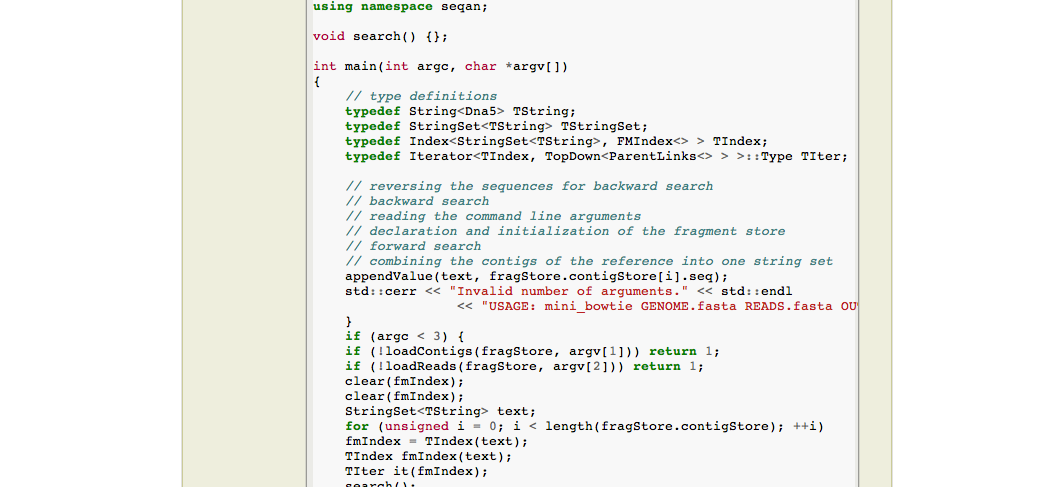 using namespace seqan;
void search() {};
int main(int argc, char *argv[])
{
// type definitions
typedef String<Dna5> TString;
typedef StringSet<TString> TStringSet;
typedef Index<StringSet<TString>, FMIndex<> > TIndex;
typedef Iterator<TIndex, TopDown<ParentLinks<> > >::Type TIter;
// reversing the sequences for backward search
// backward search
// reading the command line arguments
// declaration and initialization of the fragment store
// forward search
// combining the contigs of the reference into one string set
appendValue(text, fragStore.contigStore[i].seq);
std::cerr << "Invalid number of arguments." << std::endl
<< "USAGE: mini_bowtie GENOME.fasta READS.fasta
}
if (argc < 3) {
if (!loadContigs(fragStore, argv[1])) return 1;
if (!loadReads(fragStore, argv[2])) return 1;
clear(fmIndex);
clear(fmIndex);
StringSet<TString> text;
for (unsigned i = 0; i < length(fragStore.contigStore); ++i)
fmIndex = TIndex(text);
TIndex fmIndex(text);
TIter it(fmIndex);
search();